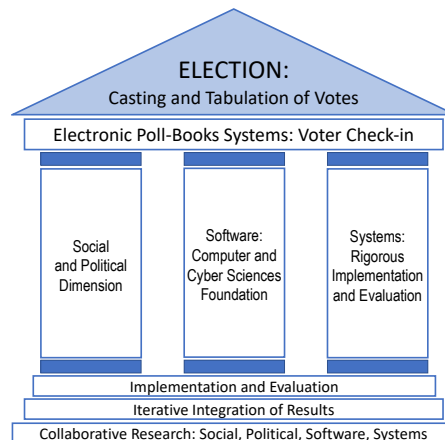 ELECTION:
Casting and Tabulation of Votes
Electronic Poll-Books Systems: Voter Check-in
Social
and Political
Dimension
Software:
Computer and
Cyber Sciences
Foundation
Systems:
Rigorous
Implementation
and Evaluation
Implementation and Evaluation
Iterative Integration of Results
Collaborative Research: Social, Political, Software, Systems